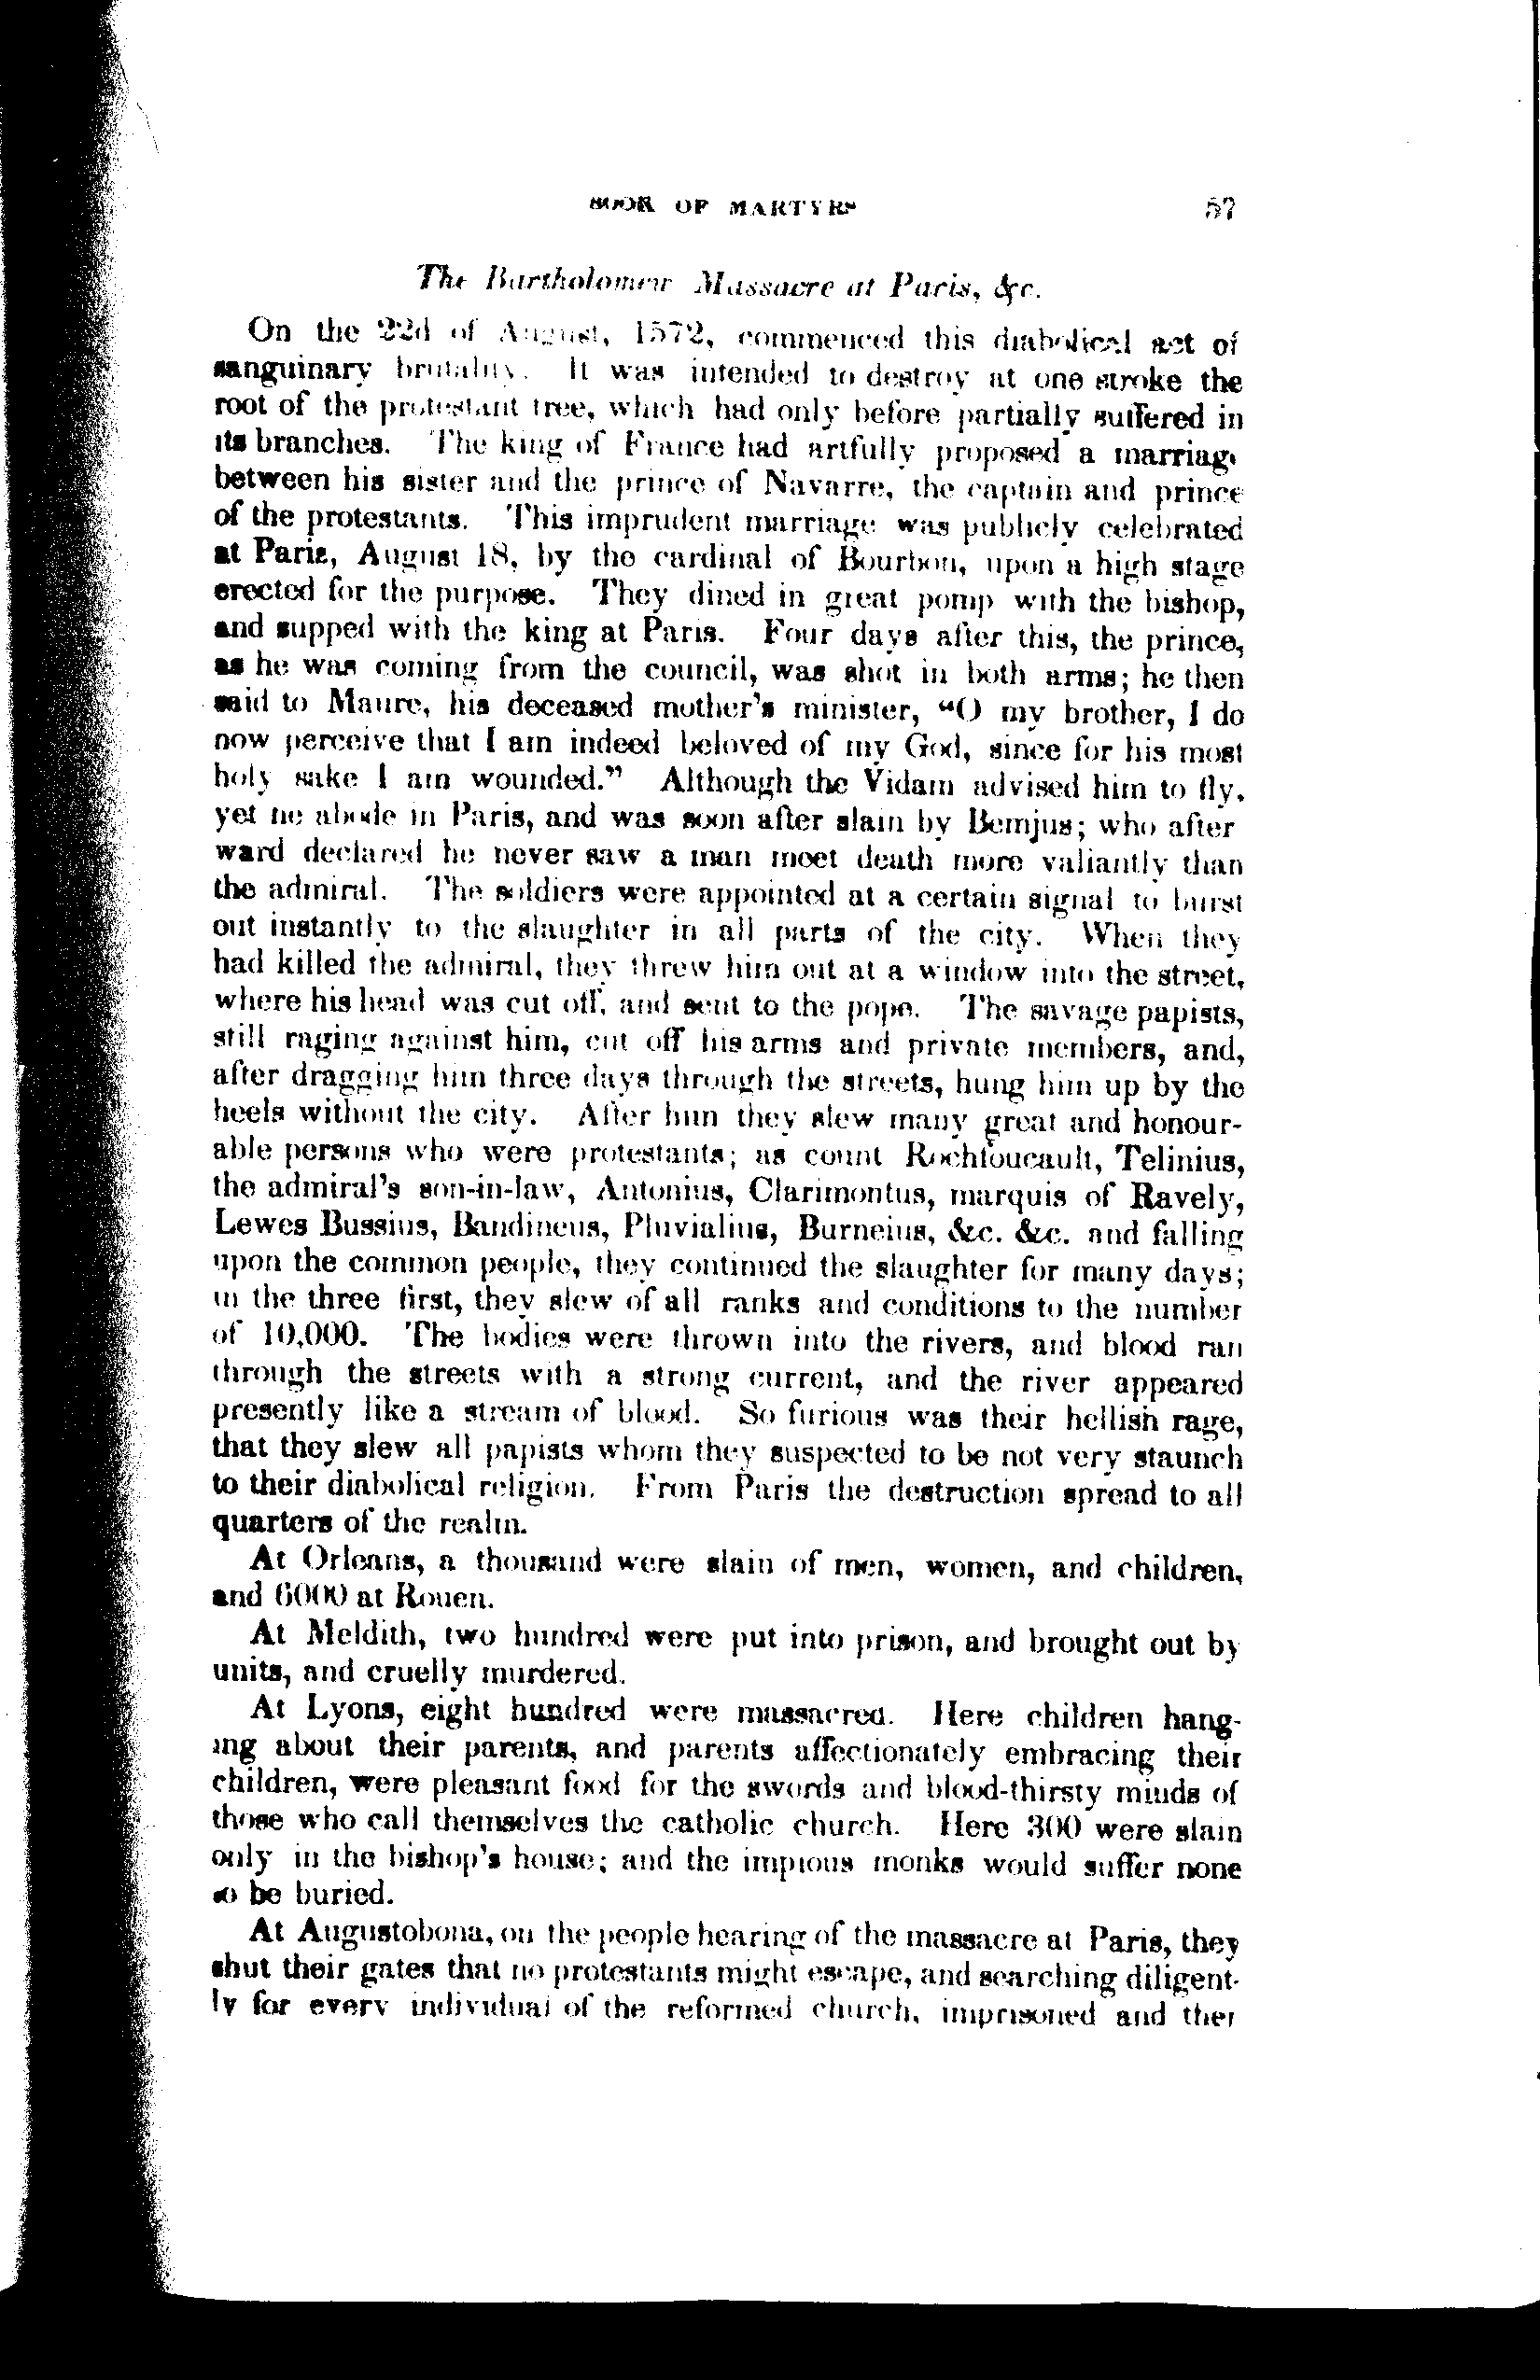 BOOK OF MARTYRS 57
The Bartholomew Massacre at Paris, &c.
On the 22d of August, 1572, commenced this diabolical act of
sanguinary brutality. It was intended to destroy at one stroke the
root of the protestant tree, which had only before partially suffered in
its branches. The king of France had artfully proposed a marriage
between his sister and the prince of Navarre, the captain and prince
of the protestants. This imprudent marriage was publicly celebrated
at Paris, August 18, by the cardinal of Bourbon, upon a high stage
erected for the purpose. They dined in great pomp with the bishop,
and supped with the king at Paris. Four days after this, the prince,
as he was coming from the council, was shot in both arms; he then
said to Maure, his deceased mother's minister, "O my brother, I do
now perceive that I am indeed beloved of my God, since for his most
holy sake I am wounded." Although the Vidam advised him to fly,
yet he abode in Paris, and was soon after slain by Bemjus; who after
ward declared he never saw a man meet death more valiantly than
the admiral. The soldiers were appointed at a certain signal to burst
out instantly to the slaughter in all parts of the city. When they
had killed the admiral, they threw him out at a window into the street,
where his head was cut off, and sent to the pope. The savage papists,
still raging against him, cut off his arms and private members, and,
after dragging him three days through the streets, hung him up by the
heels without the city. After him they slew many great and honour-
able persons who were protestants; as count Rochfoucault, Telinius,
the admiral's son-in-law, Antonius, Clarimontus, marquis of Ravely,
Lewes Bussius, Bandineus, Pluvialius, Burneius, &c. &c. and falling
upon the common people, they continued the slaughter for many days;
in the three first, they slew of all ranks and conditions to the number
of 10,000. The bodies were thrown into the rivers, and blood ran
through the streets with a strong current, and the river appeared
presently like a stream of blood. So furious was their hellish rage,
that they slew all papists whom they suspected to be not very staunch
to their diabolical religion. From Paris the destruction spread to all
quarters of the realm.
At Orleans, a thousand were slain of men, women, and children,
and 6000 at Rouen.
At Meldith, two hundred were put into prison, and brought out by
units, and cruelly murdered.
At Lyons, eight hundred were massacred. Here children hang-
ing about their parents, and parents affectionately embracing their
children, were pleasant food for the swords and blood-thirsty minds of
those who call themselves the catholic church. Here 300 were slain
only in the bishop's house; and the impious monks would suffer none
to be buried.
At Augustobona, on the people hearing of the massacre at Paris, they
shut their gates that no protestants might escape, and searching diligent-
ly for every individual of the reformed church, imprisoned and then